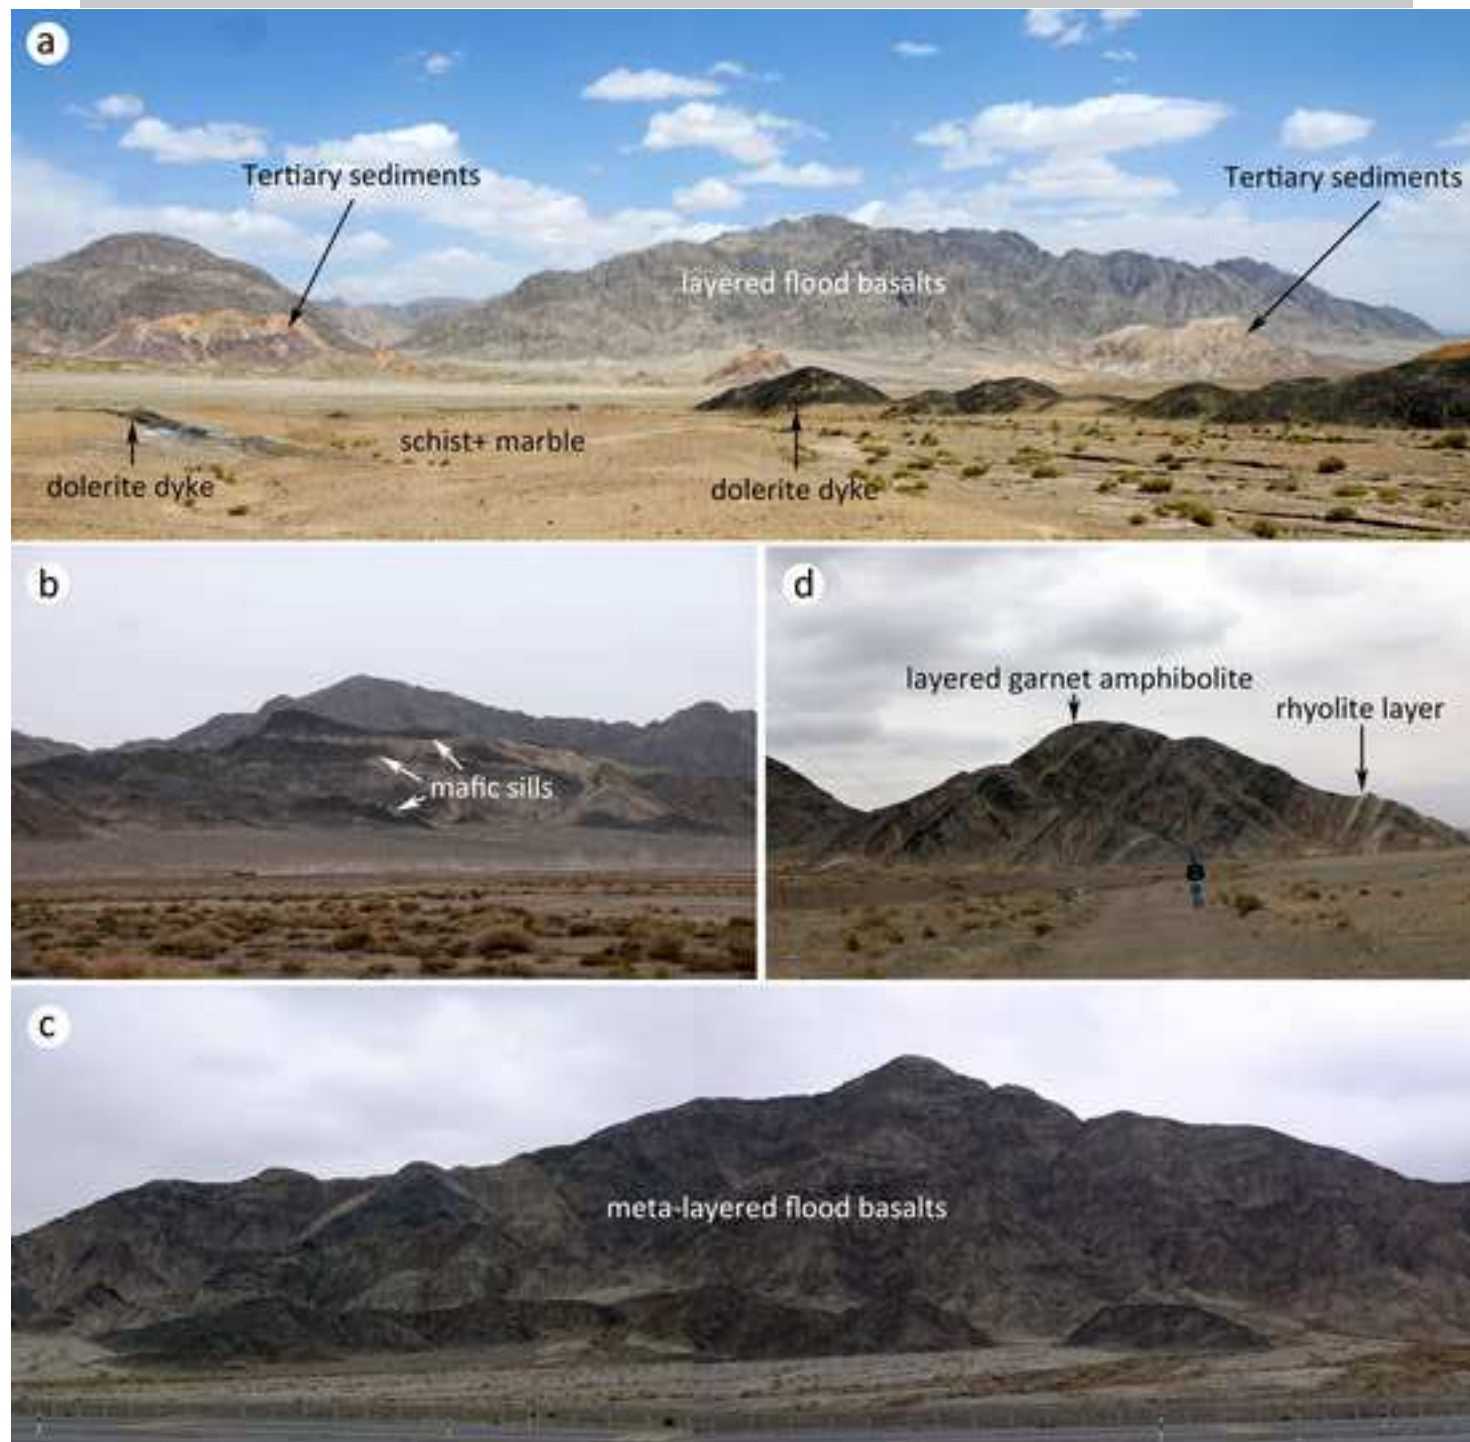 a
Tertiary sediments
Tertiary sediments
layered flood basalts
schist+ marble
dolerite dyke
dolerite dyke
b
mafic sills
d
layered garnet amphibolite
rhyolite layer
c
meta-layered flood basalts